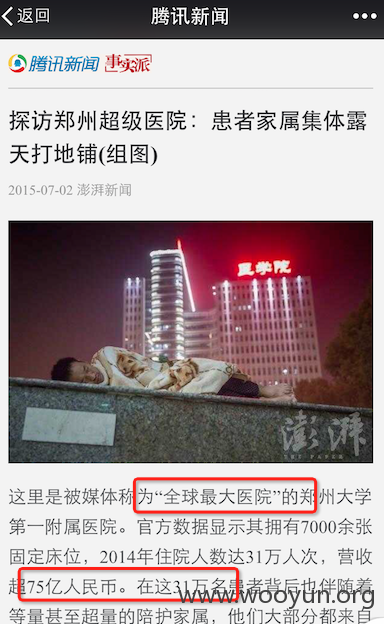 返回
腾讯新闻
腾讯新闻 事实派
探访郑州超级医院：患者家属集体露
天打地铺(组图)
2015-07-02 澎湃新闻
医学院
澎湃
这里是被媒体称为“全球最大医院”的郑州大学
第一附属医院。官方数据显示其拥有7000余张
固定床位，2014年住院人数达31万人次，营收
超75亿人民币。在这31万名患者背后也伴随着
等量甚至超量的陪护家属，他们大部分都来自
www.wooyun.org